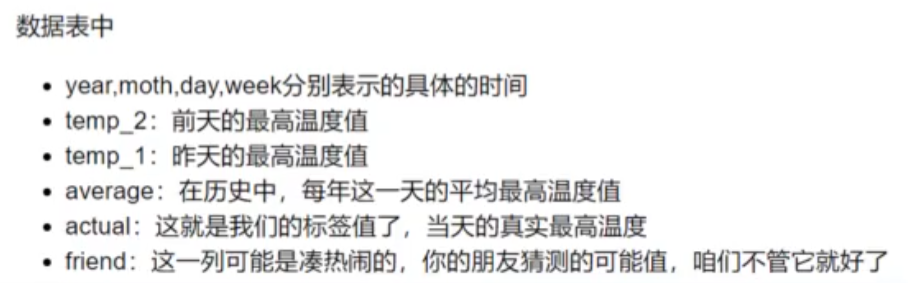 数据表中
• year,moth,day,week分别表示的具体的时间
• temp_2：前天的最高温度值
• temp_1：昨天的最高温度值
• average：在历史中，每年这一天的平均最高温度值
• actual：这就是我们的标签值了，当天的真实最高温度
• friend：这一列可能是凑热闹的，你的朋友猜测的可能值，咱们不管它就好了